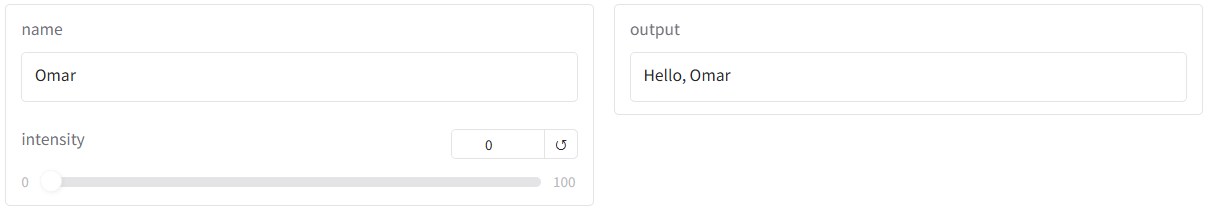 name
Omar
intensity
0
0
100
output
Hello, Omar